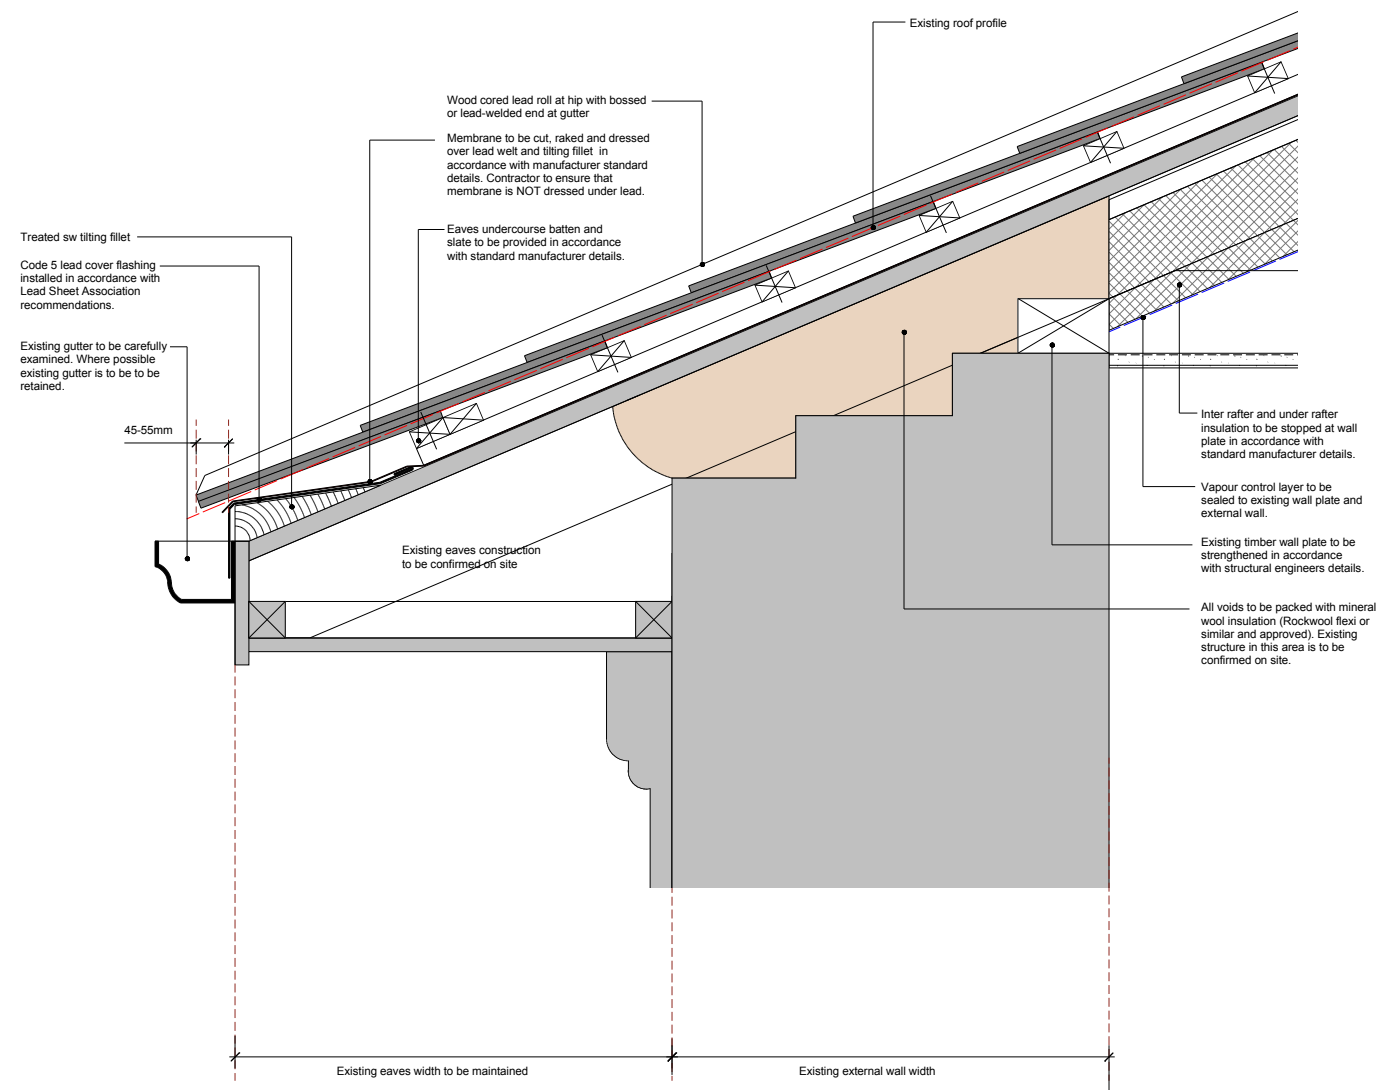 Existing roof profile
Wood cored lead roll at hip with bossed
or lead-welded end at gutter
Membrane to be cut, raked and dressed
over lead welt and tilting fillet in
accordance with manufacturer standard
details. Contractor to ensure that
membrane is NOT dressed under lead.
Eaves undercourse batten and
slate to be provided in accordance
with standard manufacturer details.
Treated sw tilting fillet
Code 5 lead cover flashing
installed in accordance with
Lead Sheet Association
recommendations.
Existing gutter to be carefully
examined. Where possible
existing gutter is to be to be
retained.
45-55mm
Existing eaves construction
to be confirmed on site
Inter rafter and under rafter
insulation to be stopped at wall
plate in accordance with
standard manufacturer details.
Vapour control layer to be
sealed to existing wall plate and
external wall.
Existing timber wall plate to be
strengthened in accordance
with structural engineers details.
All voids to be packed with mineral
wool insulation (Rockwool flexi or
similar and approved). Existing
structure in this area is to be
confirmed on site.
Existing eaves width to be maintained
Existing external wall width